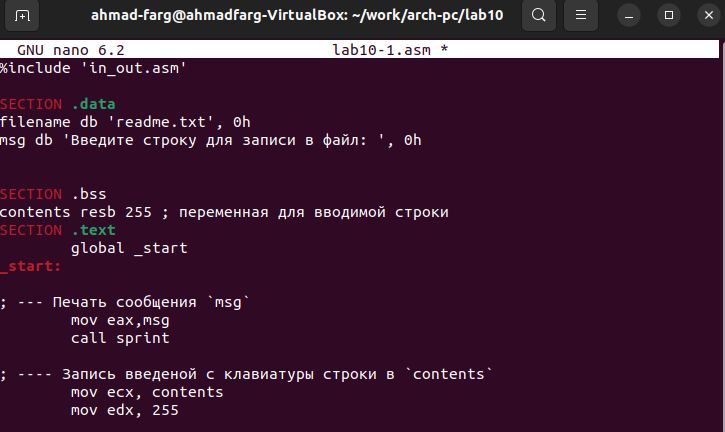 ahmad-farg@ahmadfarg-VirtualBox: ~/work/arch-pc/lab10
GNU nano 6.2 lab10-1.asm *
%include 'in_out.asm'
SECTION .data
filename db 'readme.txt', 0h
msg db 'Введите строку для записи в файл: ', 0h
SECTION .bss
contents resb 255 ; переменная для вводимой строки
SECTION .text
global _start
_start:
; --- Печать сообщения `msg`
mov eax,msg
call sprint
; ---- Запись введеной с клавиатуры строки в `contents`
mov ecx, contents
mov edx, 255